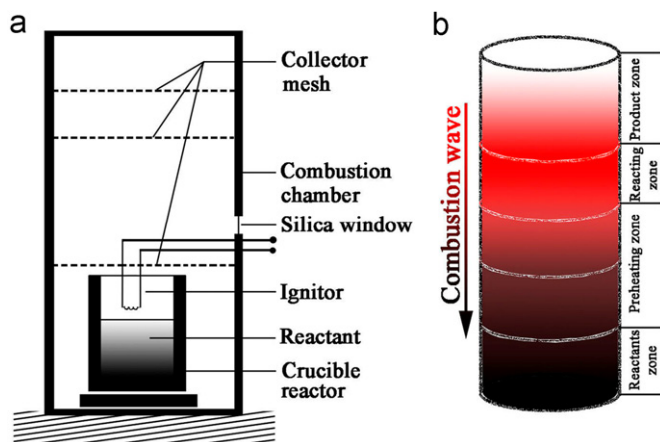 a
Collector
mesh
Combustion
chamber
Silica window
Ignitor
Reactant
Crucible
reactor
b
Combustion wave
Product zone
Reacting
zone
Preheating zone
Reactants
zone